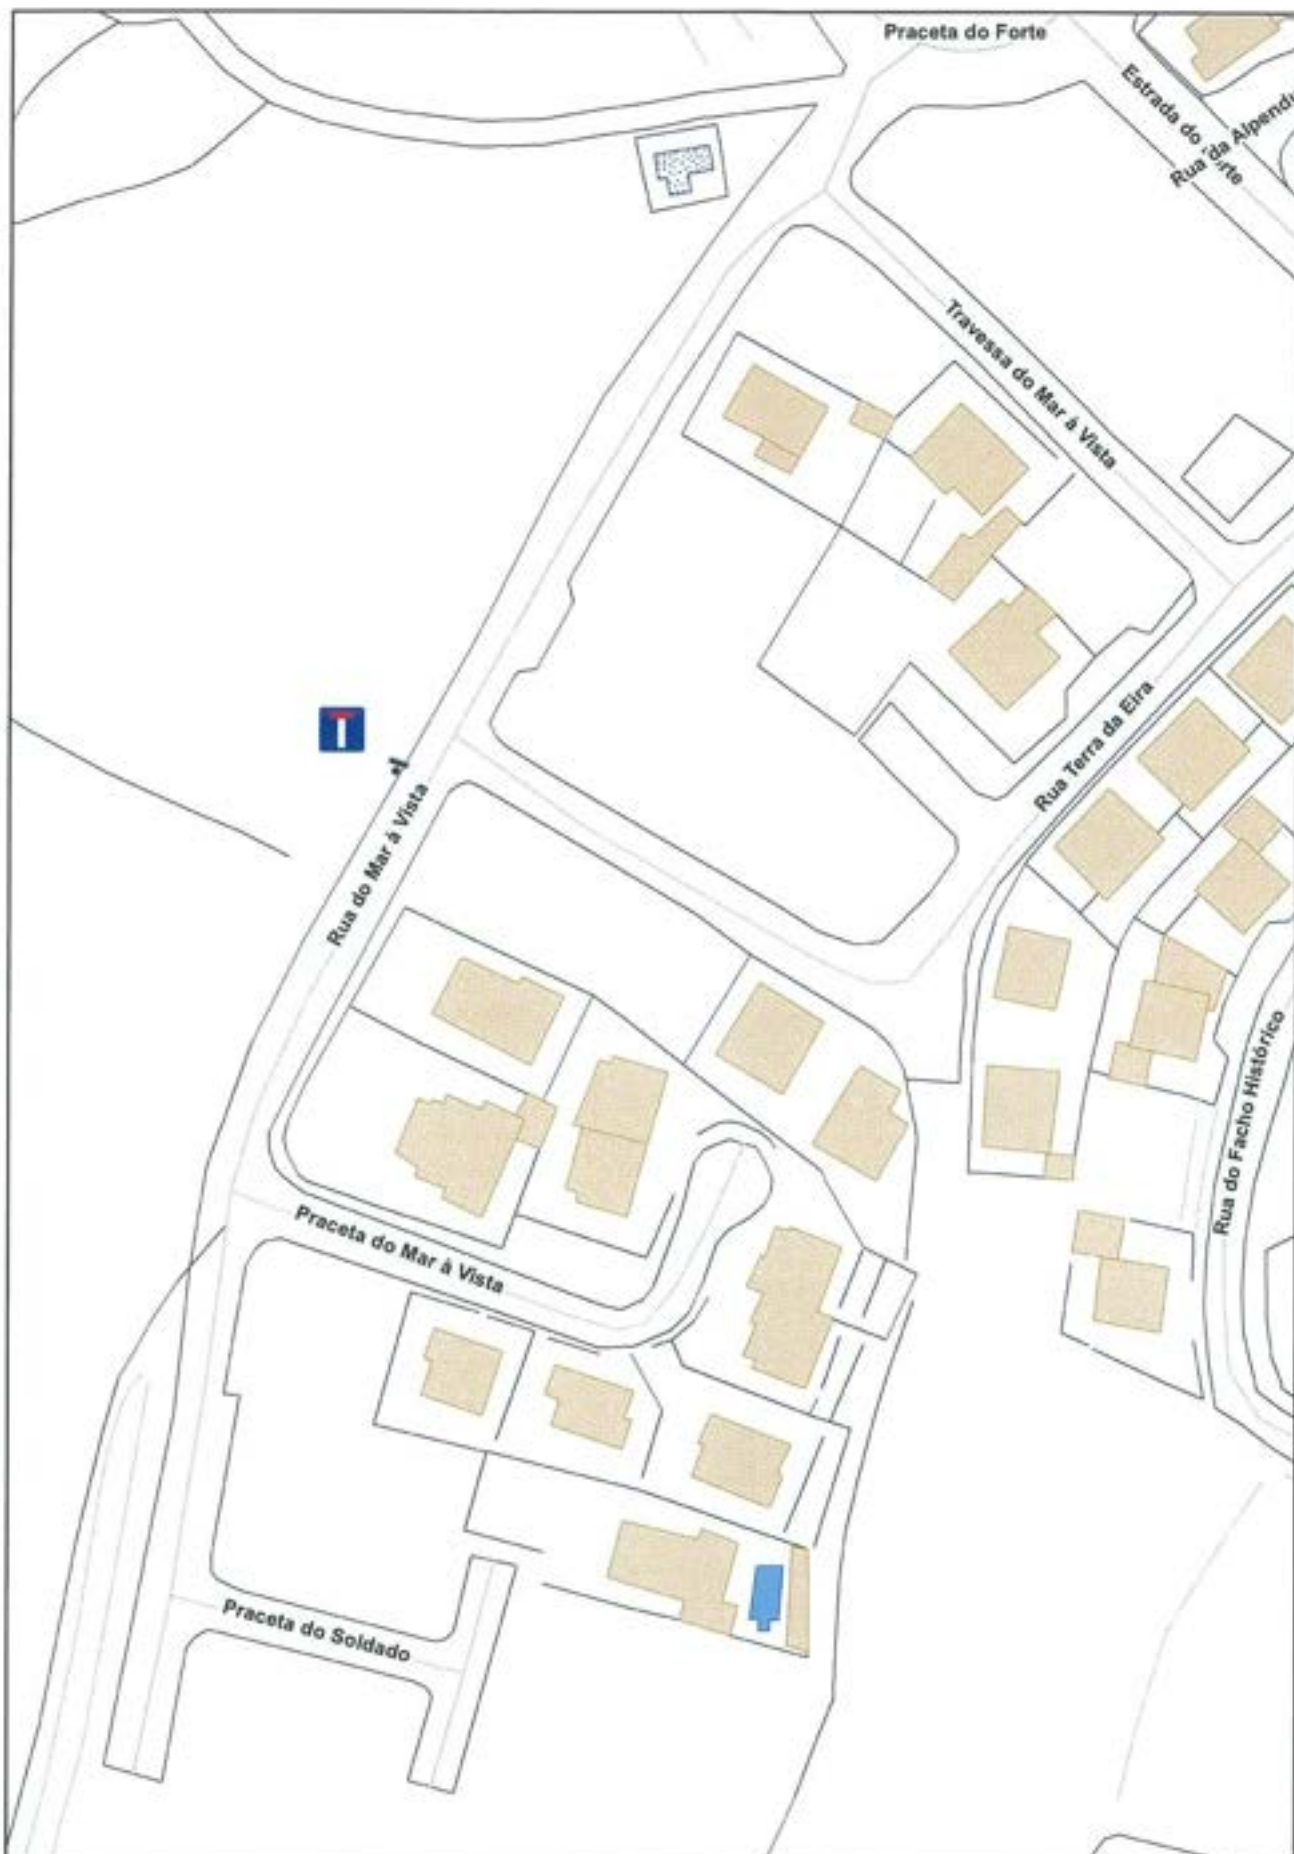 Praceta do Forte
Estrada do Forte
Rua da Alpendu
Travessa do Mar à Vista
Rua Terra da Eira
Rua do Mar à Vista
Rua do Facho Histórico
Praceta do Mar à Vista
Praceta do Soldado